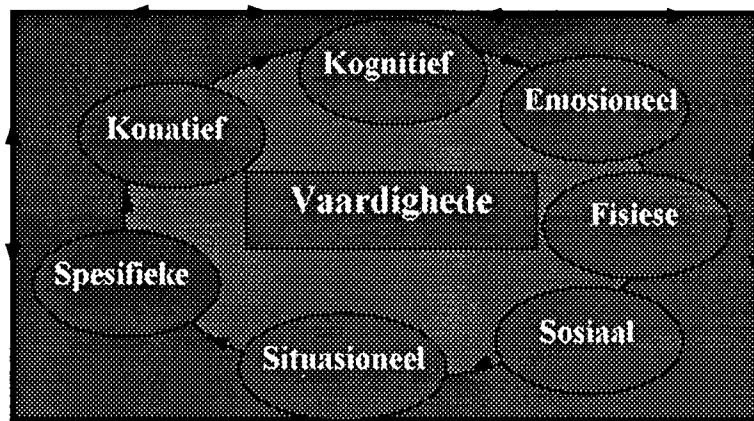 Kognitief
Emosioneel
Konatief
Vaardighede
Fisiese
Spesifieke
Sosiaal
Situasioneel